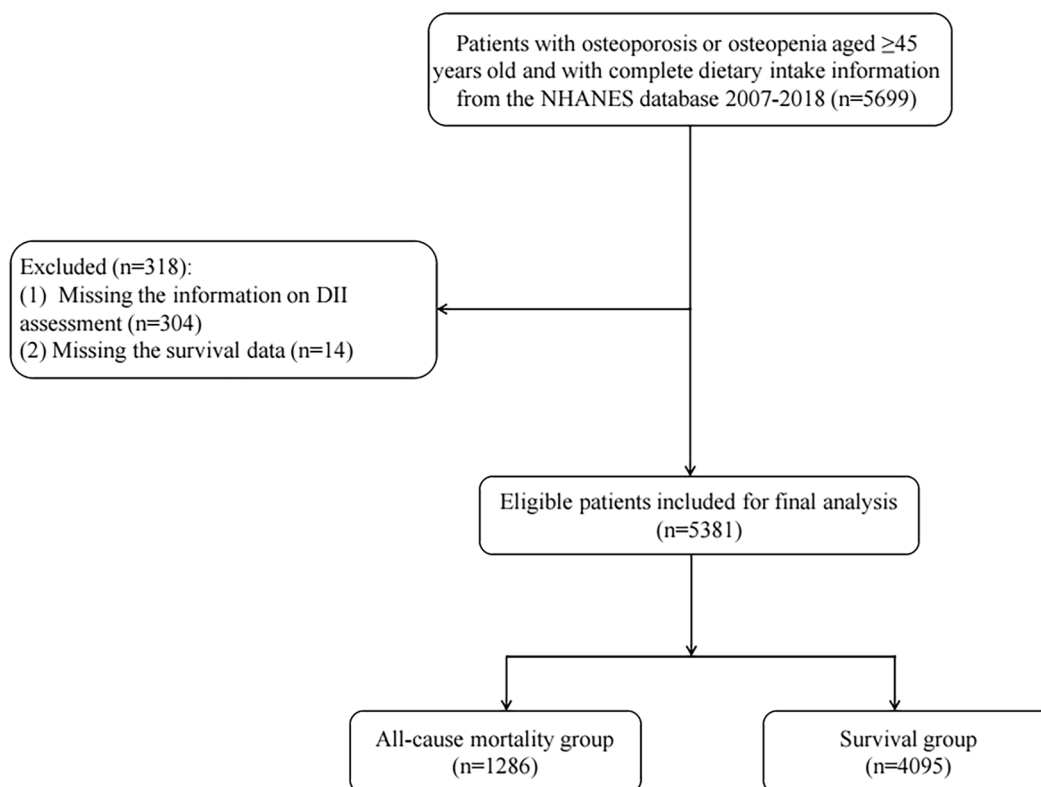 Patients with osteoporosis or osteopenia aged ≥45
years old and with complete dietary intake information
from the NHANES database 2007-2018 (n=5699)
Excluded (n=318):
(1) Missing the information on DII
assessment (n=304)
(2) Missing the survival data (n=14)
Eligible patients included for final analysis
(n=5381)
All-cause mortality group
(n=1286)
Survival group
(n=4095)